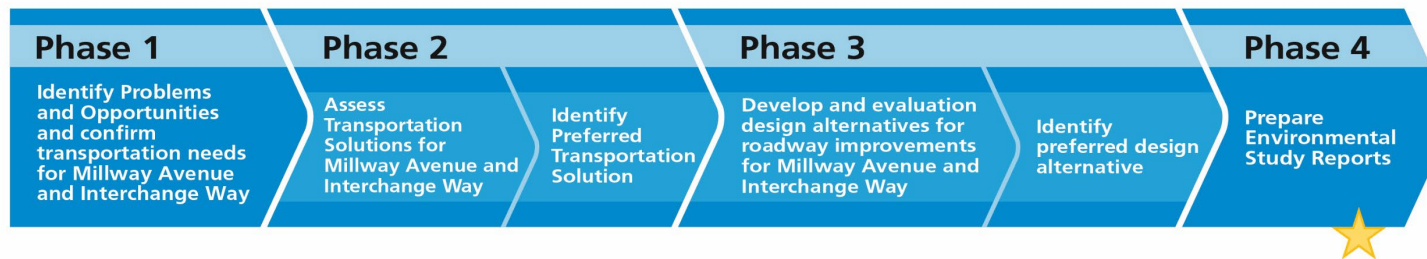 Phase 1
Identify Problems
and Opportunities
and confirm
transportation needs
for Millway Avenue
and Interchange Way
Phase 2
Assess
Transportation
Solutions for
Millway Avenue and
Interchange Way
Identify
Preferred
Transportation
Solution
Phase 3
Develop and evaluation
design alternatives for
roadway improvements
for Millway Avenue and
Interchange Way
Identify
preferred design
alternative
Phase 4
Prepare
Environmental
Study Reports